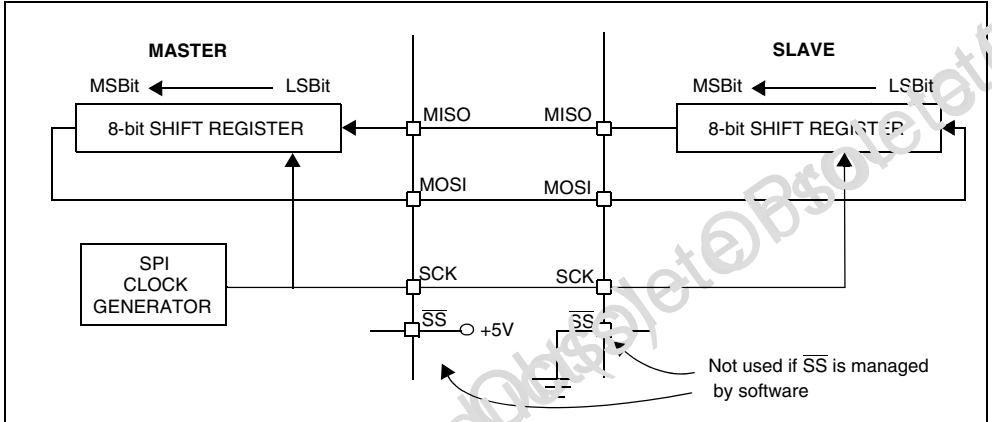 MASTER
SLAVE
MSBit
LSBit
MSBit
LSBit
8-bit SHIFT REGISTER
MISO
MISO
8-bit SHIFT REGISTER
MOSI
MOSI
SPI
CLOCK
GENERATOR
SCK
SCK
SS
+5V
SS
Not used if SS is managed
by software